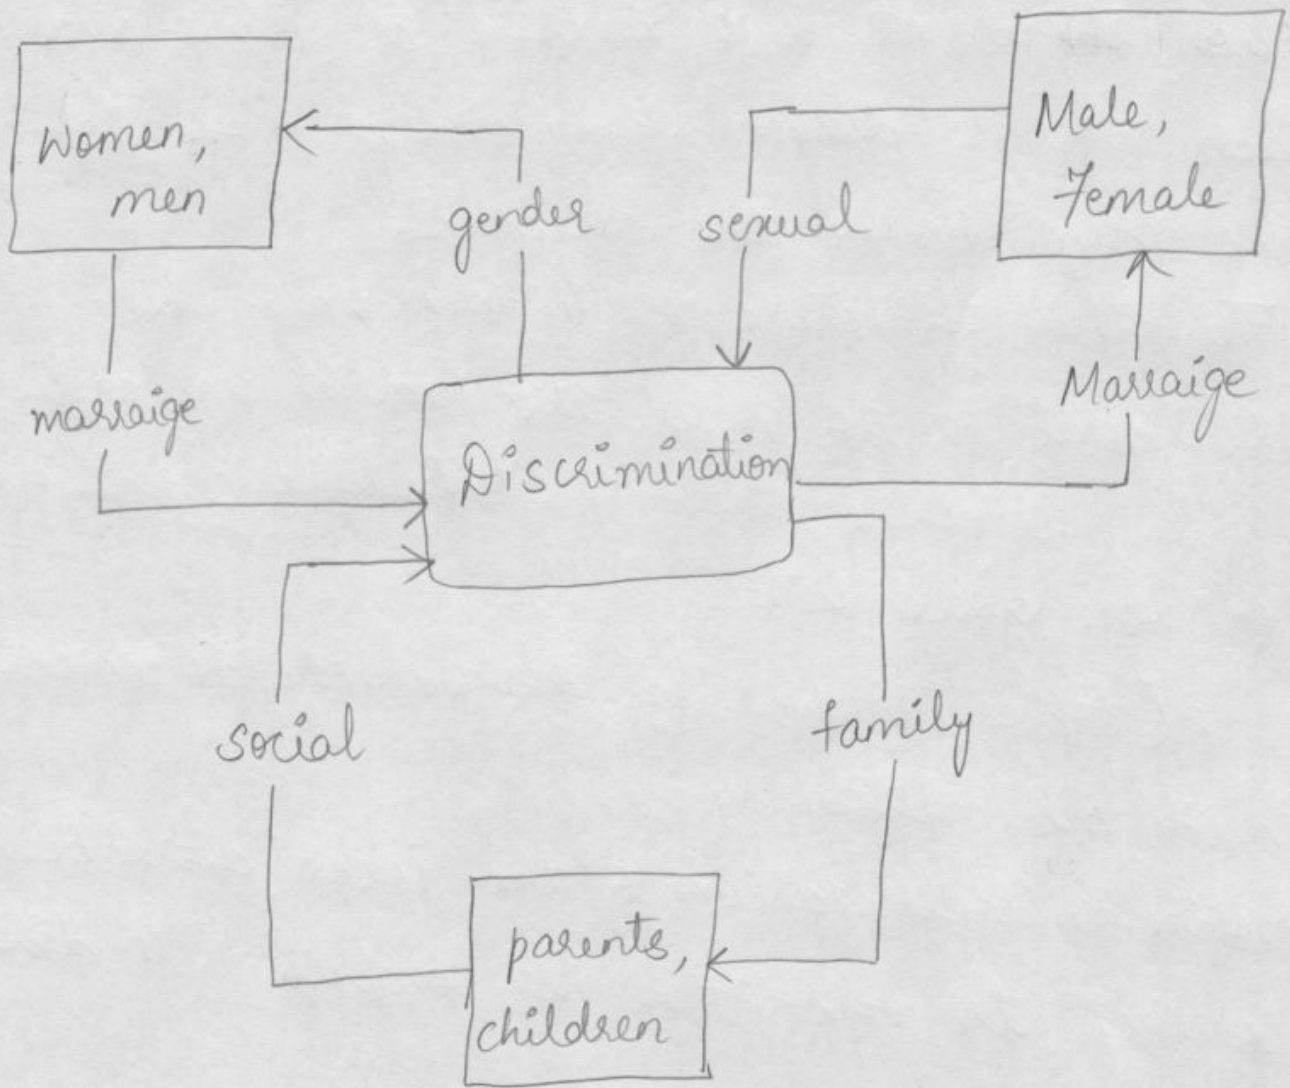 Women,
men
Male,
Female
gender
sexual
marraige
Marraige
Discrimination
social
family
parents,
children